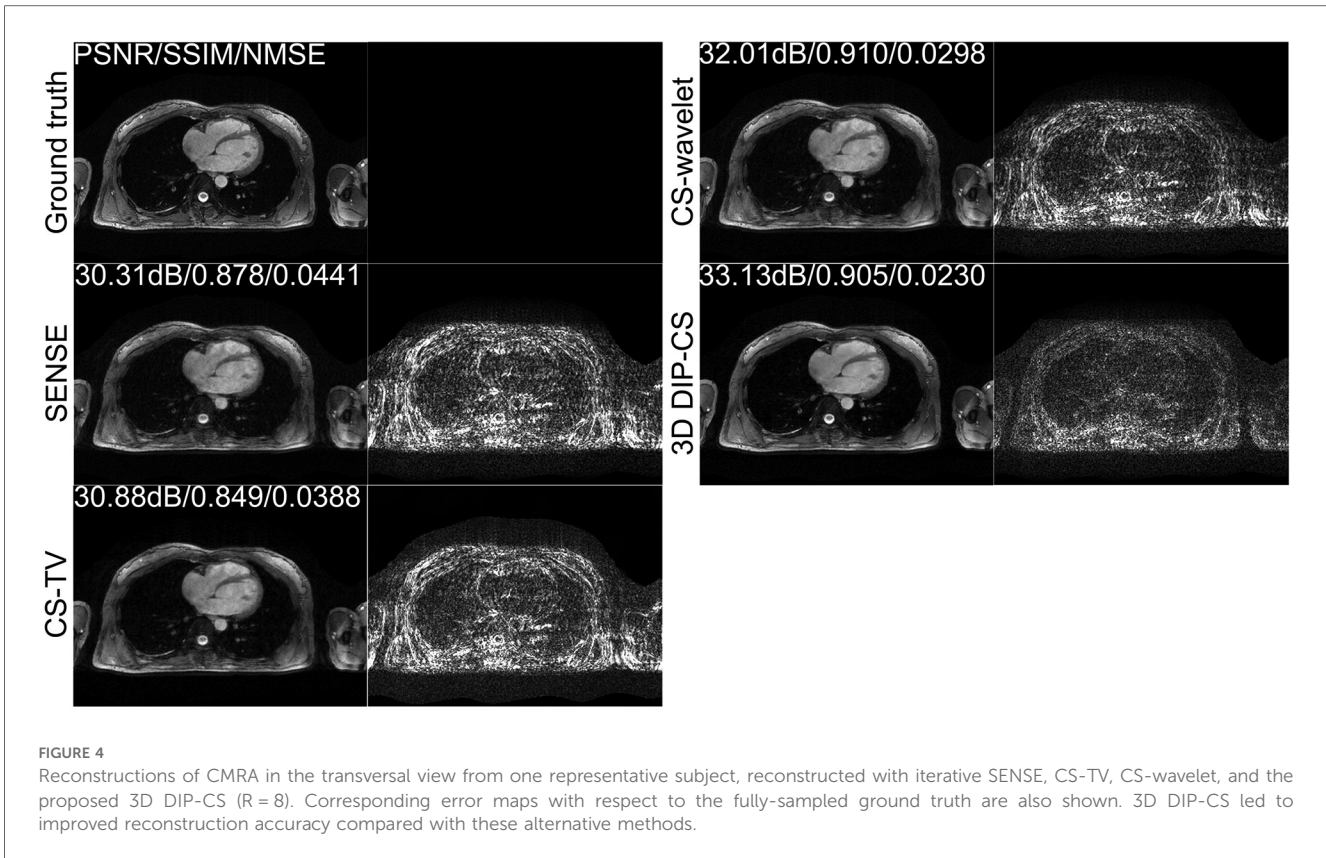 Ground truth
PSNR/SSIM/NMSE
SENSE
30.31dB/0.878/0.0441
CS-TV
30.88dB/0.849/0.0388
CS-wavelet
32.01dB/0.910/0.0298
3D DIP-CS
33.13dB/0.905/0.0230
FIGURE 4
Reconstructions of CMRA in the transversal view from one representative subject, reconstructed with iterative SENSE, CS-TV, CS-wavelet, and the
proposed 3D DIP-CS (R = 8). Corresponding error maps with respect to the fully-sampled ground truth are also shown. 3D DIP-CS led to
improved reconstruction accuracy compared with these alternative methods.